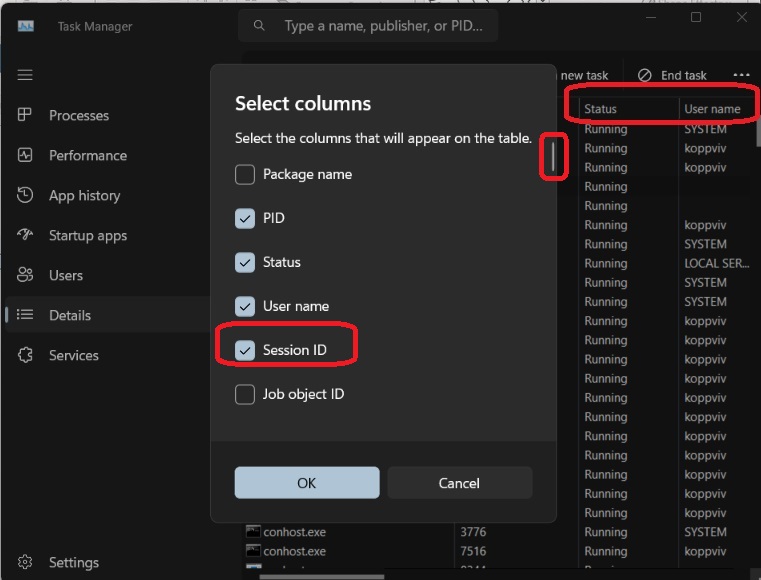 Task Manager
Type a name, publisher, or PID...
new task
End task
...
Processes
Performance
App history
Startup apps
Users
Details
Services
Settings
Select columns
Select the columns that will appear on the table.
Package name
PID
Status
User name
Session ID
Job object ID
OK
Cancel
Status User name
Running SYSTEM
Running koppviv
Running koppviv
Running
Running
Running koppviv
Running SYSTEM
Running LOCAL SER...
Running SYSTEM
Running SYSTEM
Running koppviv
Running koppviv
Running koppviv
Running koppviv
Running koppviv
Running koppviv
Running koppviv
Running koppviv
Running koppviv
Running koppviv
Running koppviv
conhost.exe 3776 Running SYSTEM
conhost.exe 7516 Running koppviv
Running koppviv